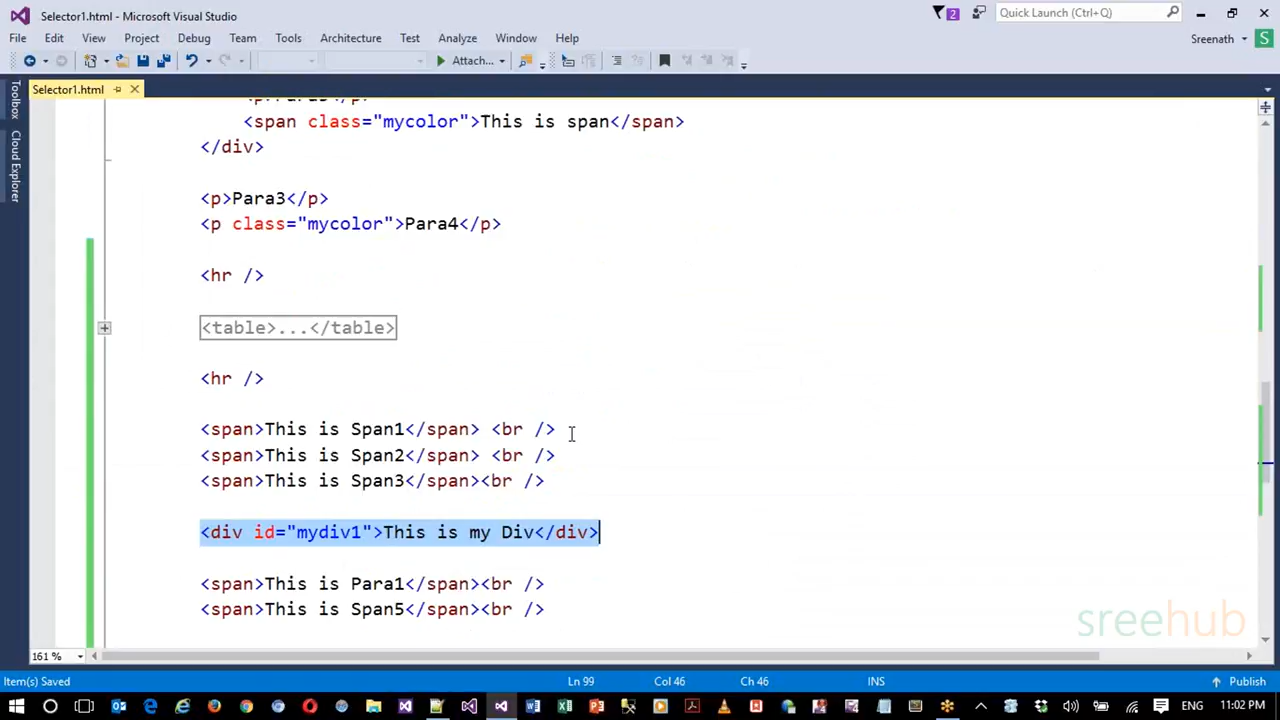 Selector1.html - Microsoft Visual Studio
2
Quick Launch (Ctrl+Q)
File Edit View Project Debug Team Tools Architecture Test Analyze Window Help
Sreenath
S
Attach...
Toolbox
Cloud Explorer
Selector1.html
<span class="mycolor">This is span</span>
</div>
<p>Para3</p>
<p class="mycolor">Para4</p>
<hr />
<table>...</table>
<hr />
<span>This is Span1</span> <br />
<span>This is Span2</span> <br />
<span>This is Span3</span><br />
<div id="mydiv1">This is my Div</div>
<span>This is Para1</span><br />
<span>This is Span5</span><br />
sreehub
161 %
Item(s) Saved
Ln 99
Col 46
Ch 46
INS
Publish
ENG
11:02 PM